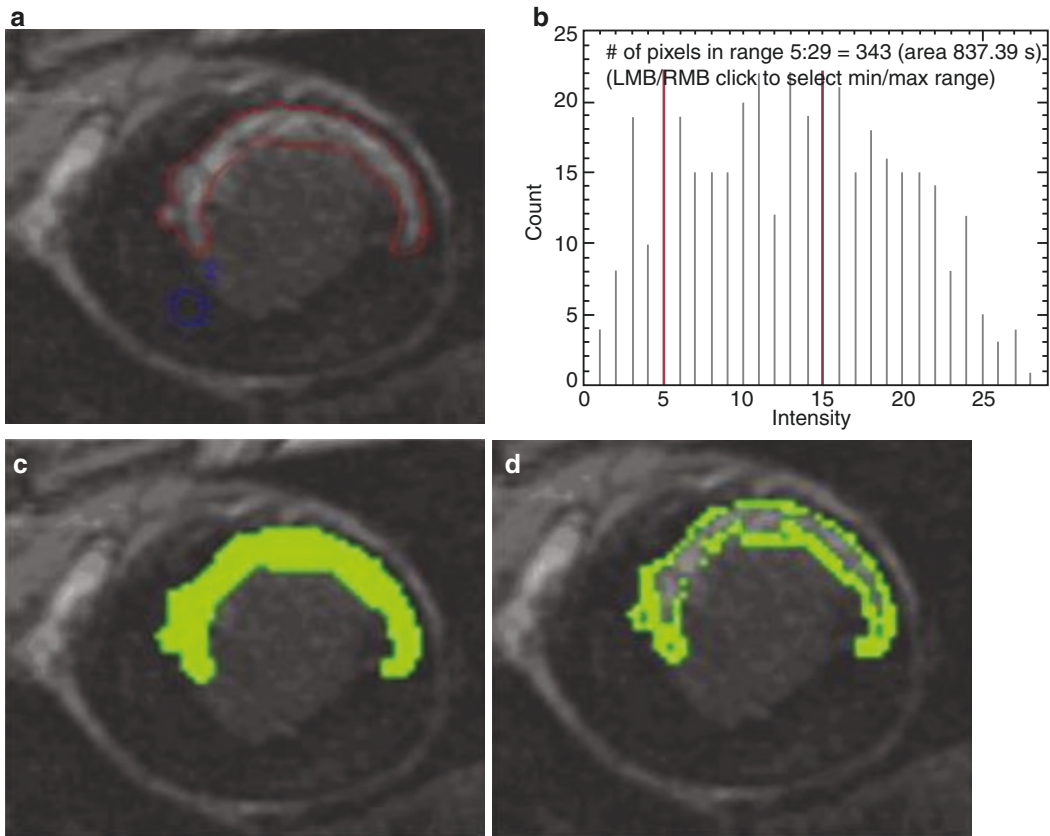 a
b
# of pixels in range 5:29 = 343 (area 837.39 s)
(LMB/RMB click to select min/max range)
25
20
15
10
5
0
Count
0 5 10 15 20 25
Intensity
c
d